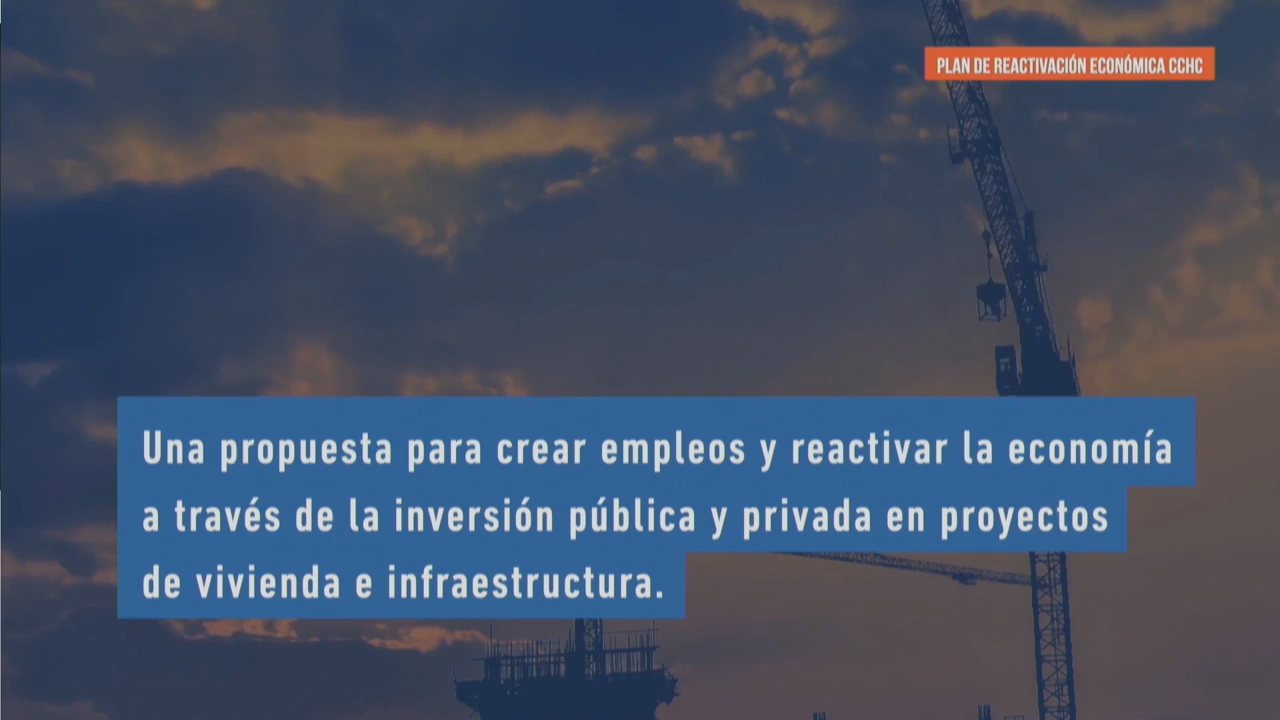 PLAN DE REACTIVACIÓN ECONÓMICA CCHC
Una propuesta para crear empleos y reactivar la economía
a través de la inversión pública y privada en proyectos
de vivienda e infraestructura.